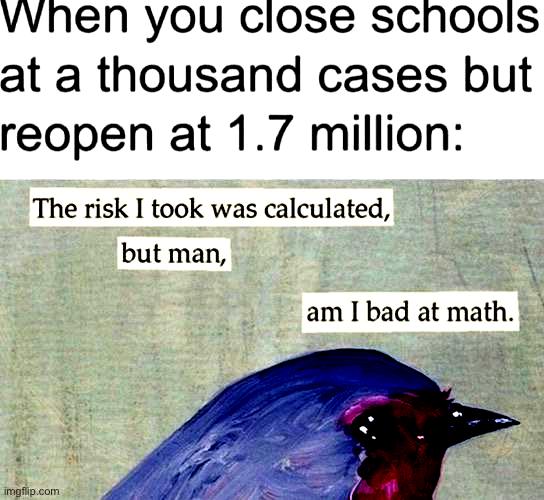 When you close schools
at a thousand cases but
reopen at 1.7 million:
The risk I took was calculated,
but man,
am I bad at math.
imgflip.com